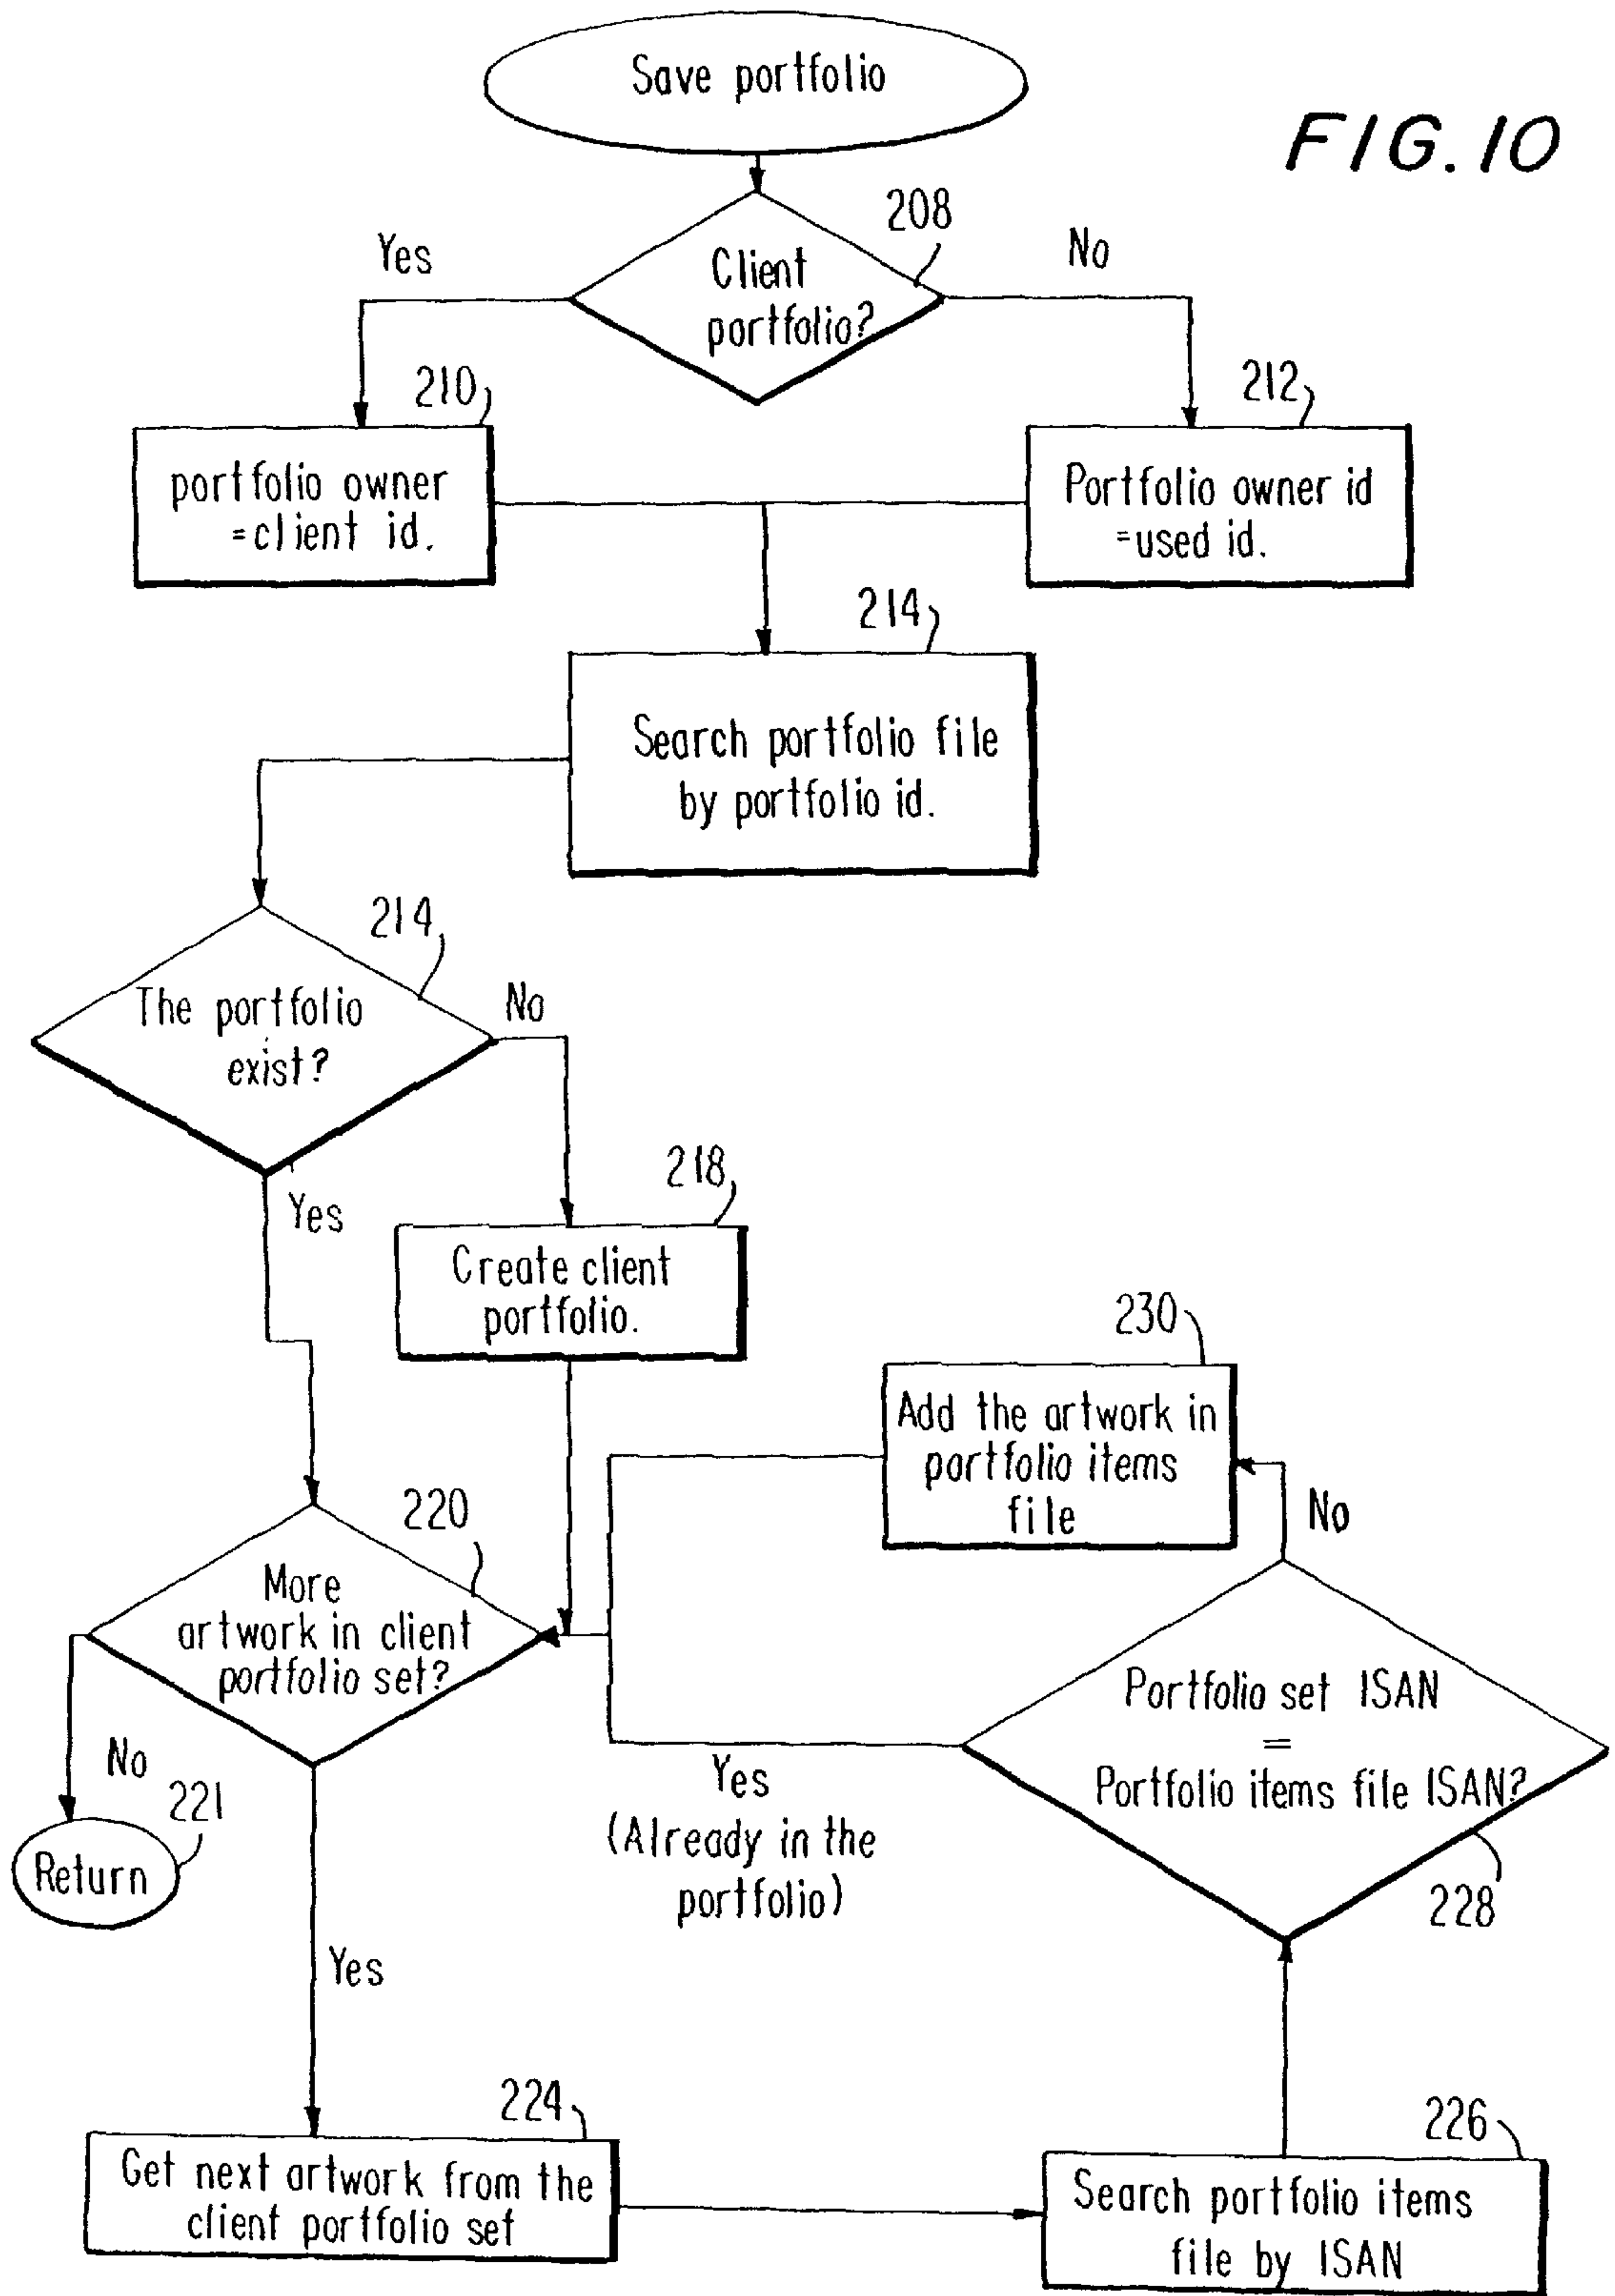 Save portfolio
FIG. 10
208
Yes
Client
portfolio?
No
210
212
portfolio owner
=client id.
Portfolio owner id
=used id.
214
Search portfolio file
by portfolio id.
214
The portfolio
exist?
No
Yes
218
Create client
portfolio.
230
Add the artwork in
portfolio items
file
No
220
More
artwork in client
portfolio set?
No
221
Return
Portfolio set ISAN
=
Portfolio items file ISAN?
228
Yes
(Already in the
portfolio)
Yes
224
Get next artwork from the
client portfolio set
226
Search portfolio items
file by ISAN